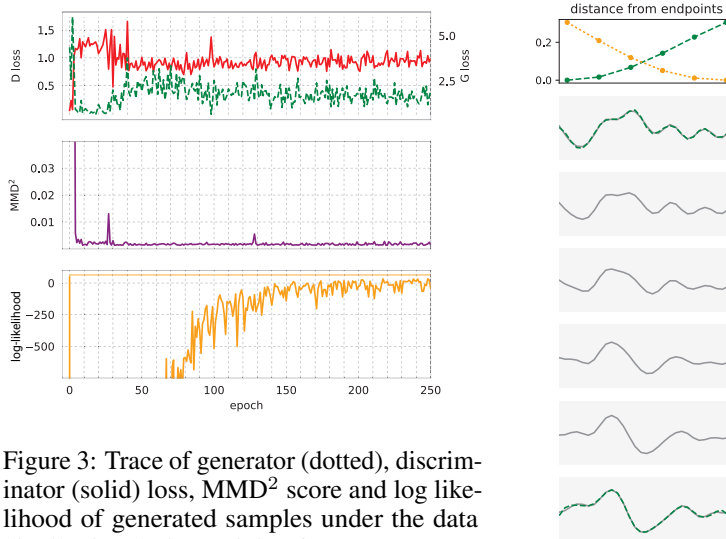 distance from endpoints
1.5
1.0
0.5
D loss
5.0
2.5
G loss
0.2
0.0
0.03
0.02
0.01
MMD²
0
−250
−500
log-likelihood
0 50 100 150 200 250
epoch
Figure 3: Trace of generator (dotted), discrim-
inator (solid) loss, MMD² score and log like-
lihood of generated samples under the data